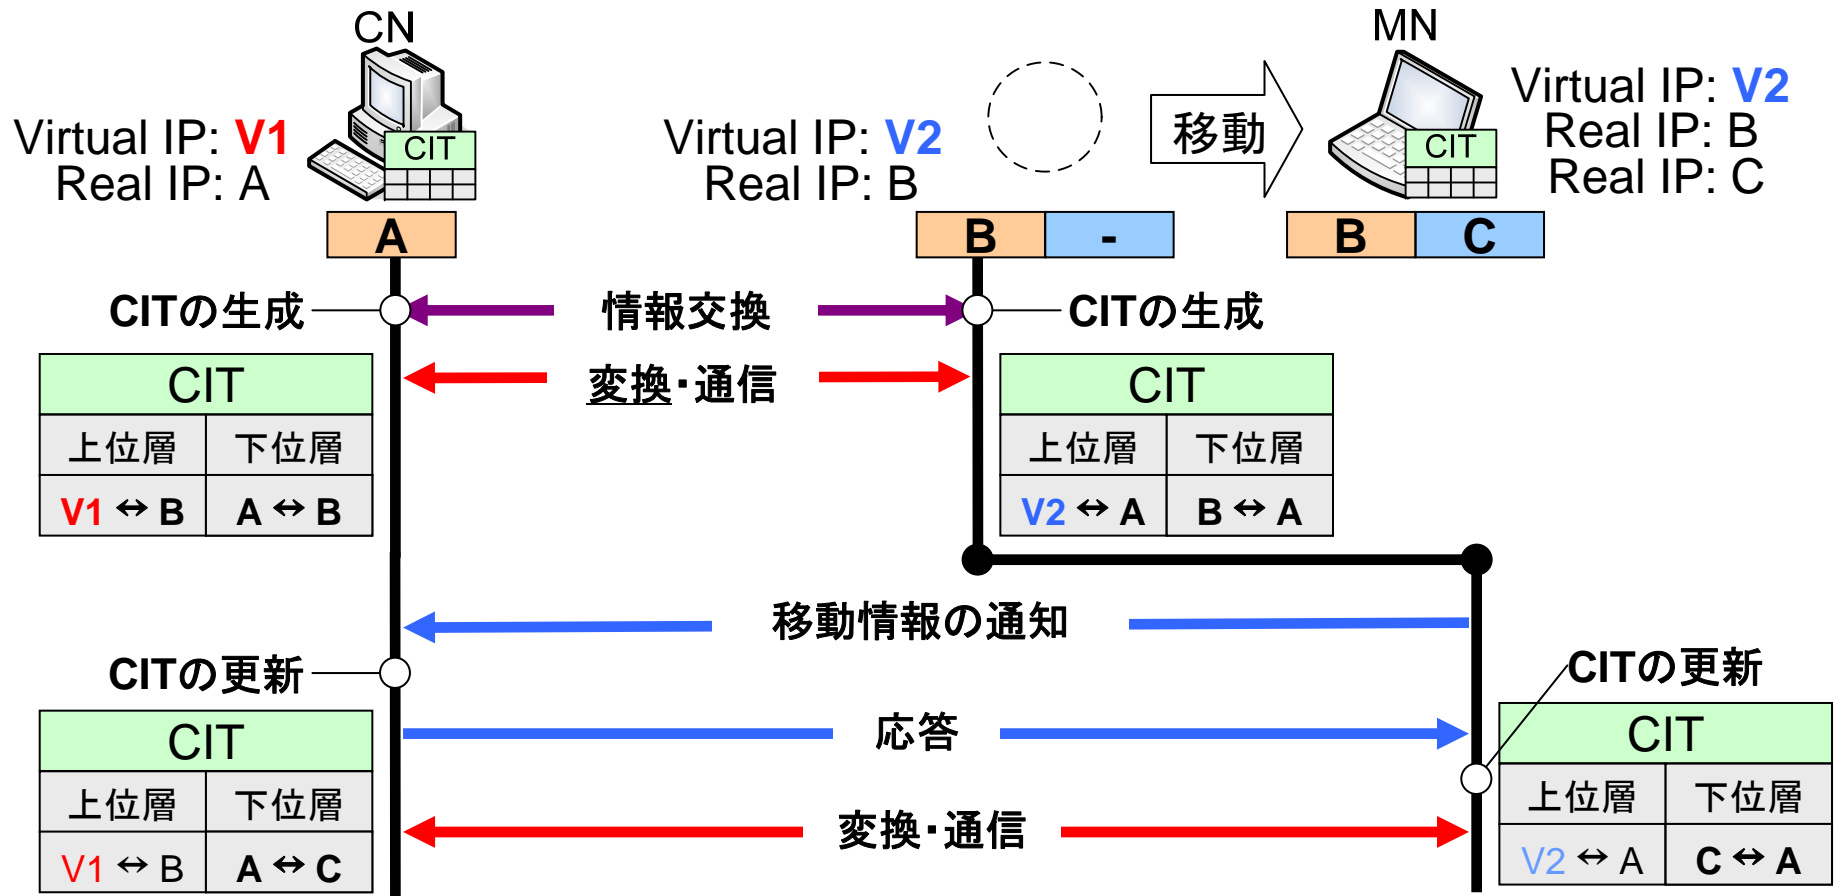 CN
MN
Virtual IP: V1
Real IP: A
CIT
Virtual IP: V2
Real IP: B
移動
CIT
Virtual IP: V2
Real IP: B
Real IP: C
A
B -
B C
CITの生成
情報交換
CITの生成
変換・通信
CIT
上位層 下位層
V1 ↔ B A ↔ B
CIT
上位層 下位層
V2 ↔ A B ↔ A
移動情報の通知
CITの更新
CITの更新
応答
CIT
上位層 下位層
V1 ↔ B A ↔ C
変換・通信
CIT
上位層 下位層
V2 ↔ A C ↔ A